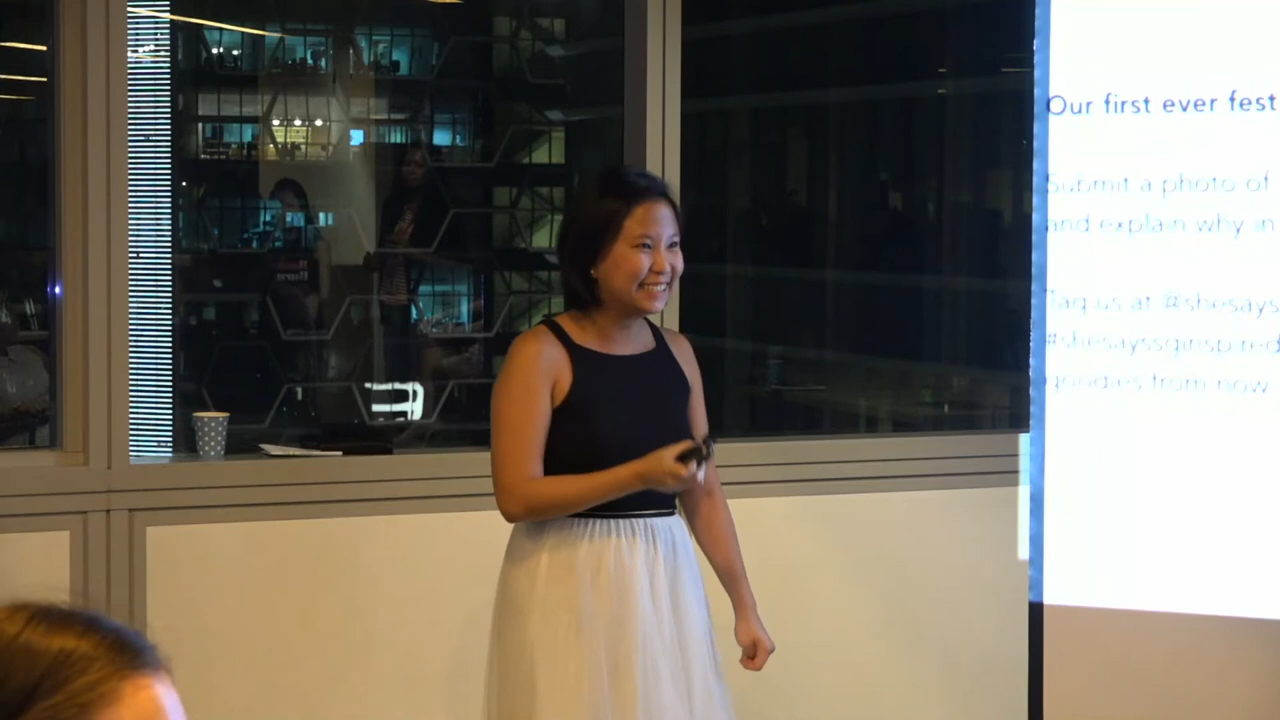 Our first ever fest
Submit a photo of
and explain why in
Tag us at @shesays
#shesayssginspired
goodies from now